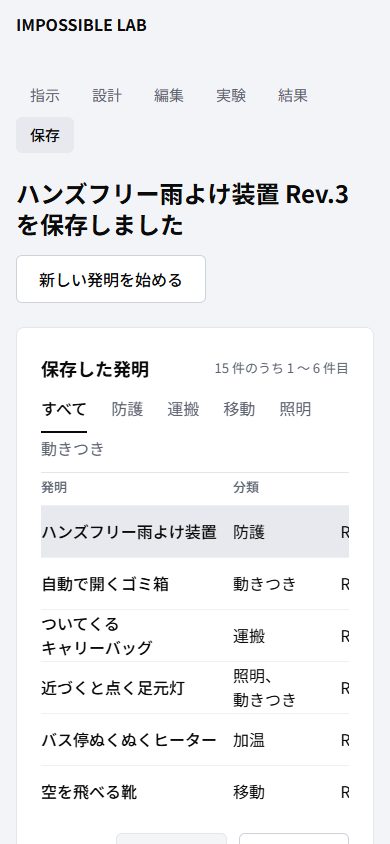 IMPOSSIBLE LAB
指示 設計 編集 実験 結果
保存
ハンズフリー雨よけ装置 Rev.3
を保存しました
新しい発明を始める
保存した発明 15 件のうち 1 〜 6 件目
すべて 防護 運搬 移動 照明
動きつき
発明 分類
ハンズフリー雨よけ装置 防護 R
自動で開くゴミ箱 動きつき R
ついてくる
キャリーバッグ 運搬 R
近づくと点く足元灯 照明、
動きつき R
バス停ぬくぬくヒーター 加温 R
空を飛べる靴 移動 R